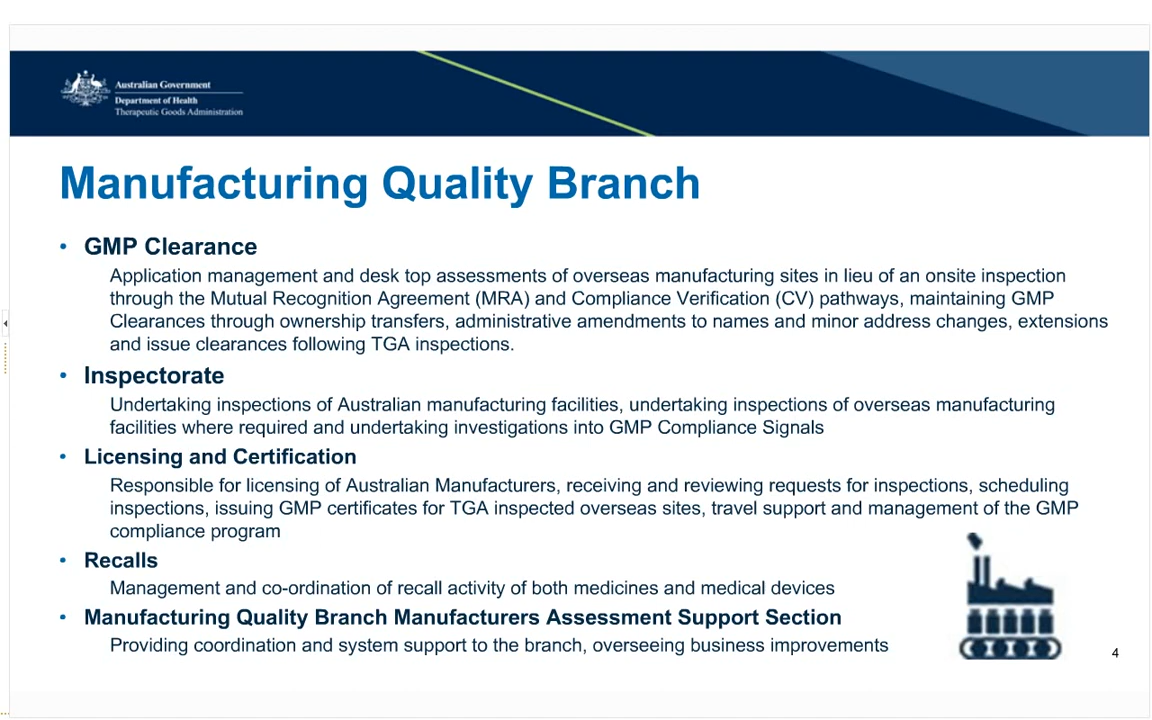 Australian Government
Department of Health
Therapeutic Goods Administration
Manufacturing Quality Branch
• GMP Clearance
Application management and desk top assessments of overseas manufacturing sites in lieu of an onsite inspection
through the Mutual Recognition Agreement (MRA) and Compliance Verification (CV) pathways, maintaining GMP
Clearances through ownership transfers, administrative amendments to names and minor address changes, extensions
and issue clearances following TGA inspections.
• Inspectorate
Undertaking inspections of Australian manufacturing facilities, undertaking inspections of overseas manufacturing
facilities where required and undertaking investigations into GMP Compliance Signals
• Licensing and Certification
Responsible for licensing of Australian Manufacturers, receiving and reviewing requests for inspections, scheduling
inspections, issuing GMP certificates for TGA inspected overseas sites, travel support and management of the GMP
compliance program
• Recalls
Management and co-ordination of recall activity of both medicines and medical devices
• Manufacturing Quality Branch Manufacturers Assessment Support Section
Providing coordination and system support to the branch, overseeing business improvements
4